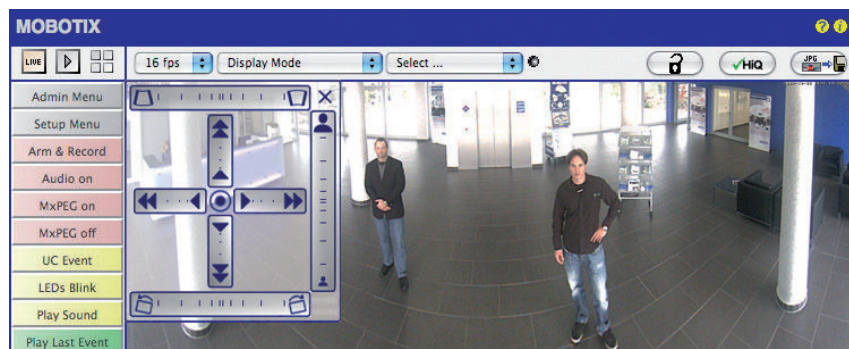 MOBOTIX
? i
LIVE
16 fps
Display Mode
Select ...
HiQ
JPG
Admin Menu
Setup Menu
Arm & Record
Audio on
MxPEG on
MxPEG off
UC Event
LEDs Blink
Play Sound
Play Last Event